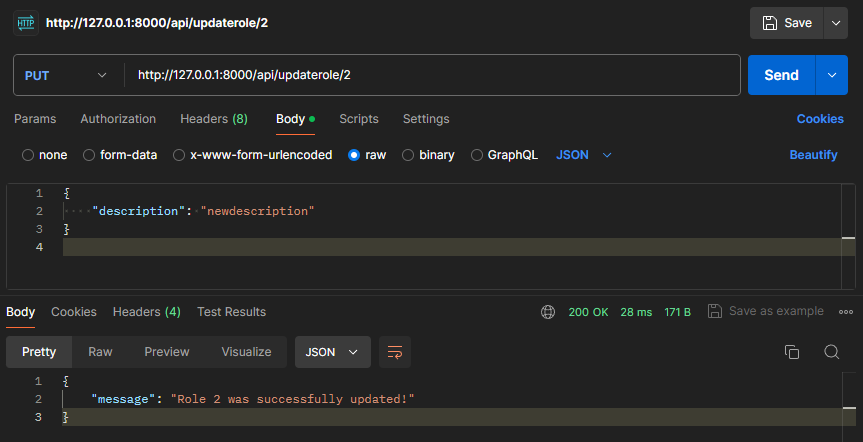 HTTP http://127.0.0.1:8000/api/updaterole/2 Save
PUT http://127.0.0.1:8000/api/updaterole/2 Send
Params Authorization Headers (8) Body Scripts Settings Cookies
none form-data x-www-form-urlencoded raw binary GraphQL JSON Beautify
1 {
2 "description": "newdescription"
3 }
4
Body Cookies Headers (4) Test Results 200 OK 28 ms 171 B Save as example
Pretty Raw Preview Visualize JSON
1 {
2 "message": "Role 2 was successfully updated!"
3 }